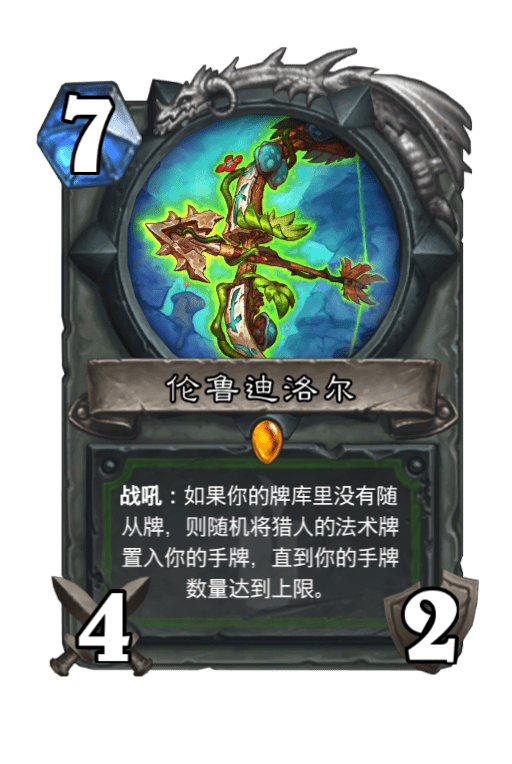 7
伦鲁迪洛尔
战吼：如果你的牌库里没有随
从牌，则随机将猎人的法术牌
置入你的手牌，直到你的手牌
数量达到上限。
4
2